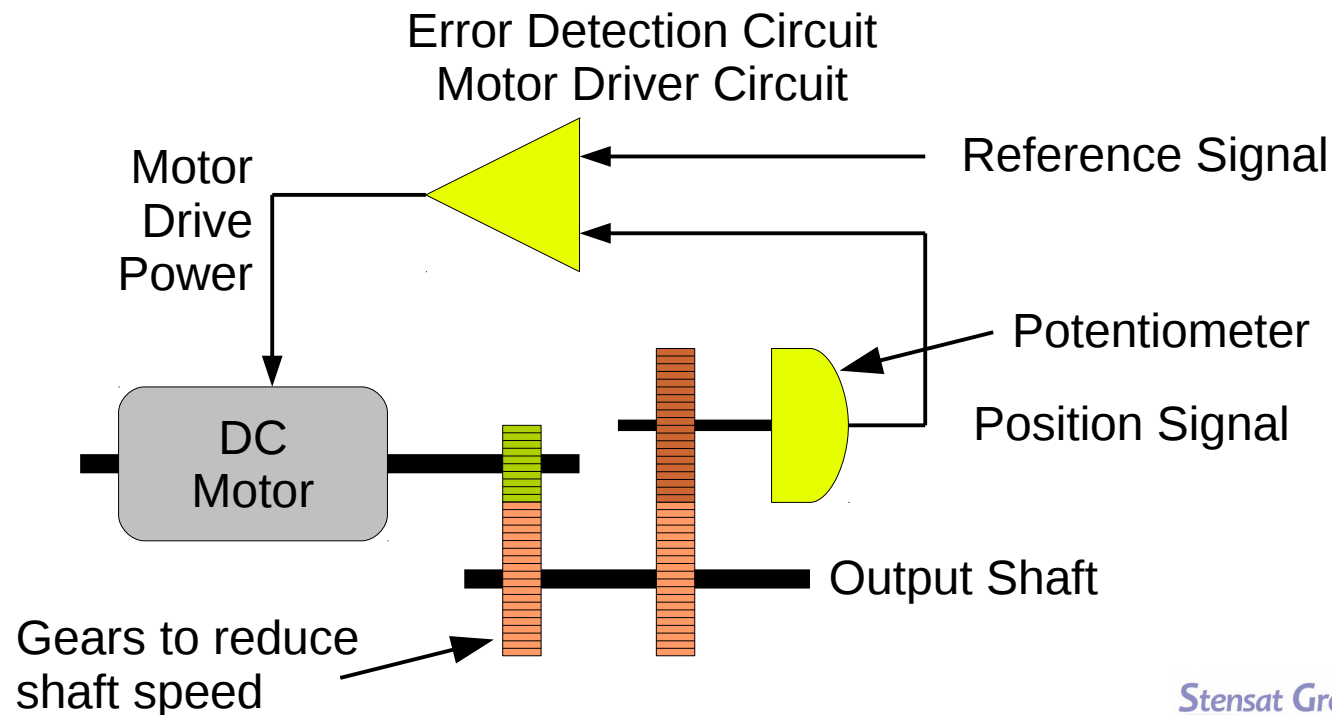 Error Detection Circuit
Motor Driver Circuit
Reference Signal
Motor
Drive
Power
Potentiometer
DC
Motor
Position Signal
Output Shaft
Gears to reduce
shaft speed
Stensat